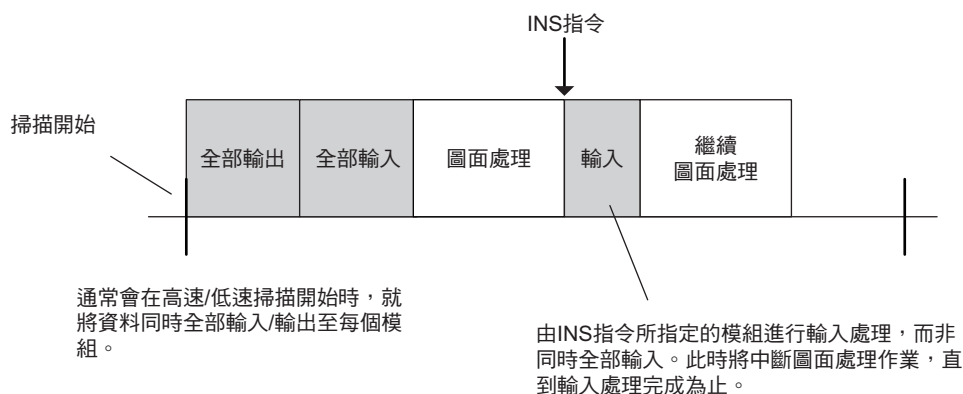 INS指令
掃描開始
全部輸出
全部輸入
圖面處理
輸入
繼續
圖面處理
通常會在高速/低速掃描開始時，就
將資料同時全部輸入/輸出至每個模
組。
由INS指令所指定的模組進行輸入處理，而非
同時全部輸入。此時將中斷圖面處理作業，直
到輸入處理完成為止。